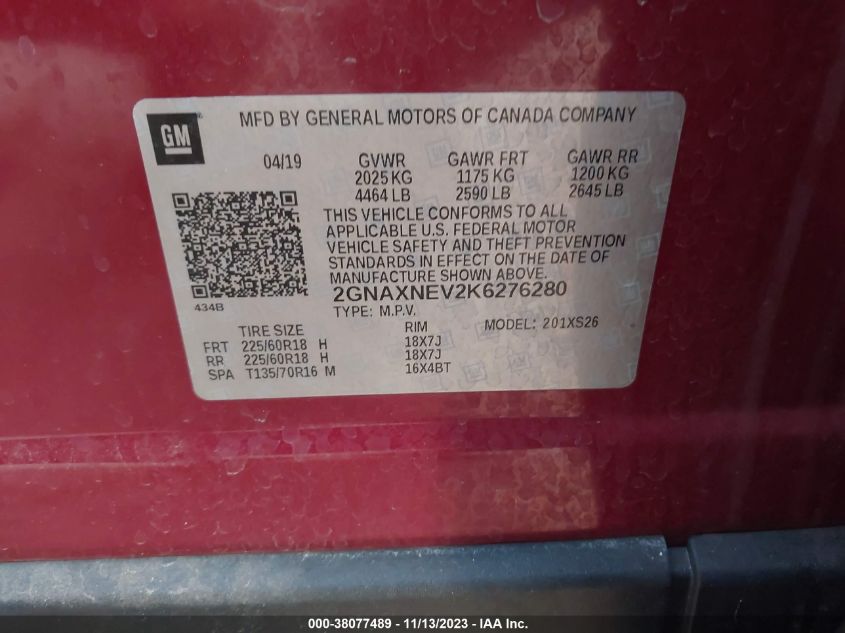 GM
MFD BY GENERAL MOTORS OF CANADA COMPANY
04/19 GVWR GAWR FRT GAWR RR
2025 KG 1175 KG 1200 KG
4464 LB 2590 LB 2645 LB
THIS VEHICLE CONFORMS TO ALL
APPLICABLE U.S. FEDERAL MOTOR
VEHICLE SAFETY AND THEFT PREVENTION
STANDARDS IN EFFECT ON THE DATE OF
MANUFACTURE SHOWN ABOVE.
434B 2GNAXNEV2K6276280
TYPE: M.P.V. MODEL: 201XS26
TIRE SIZE RIM
FRT 225/60R18 H 18X7J
RR 225/60R18 H 18X7J
SPA T135/70R16 M 16X4BT
000-38077489 - 11/13/2023 - IAA Inc.